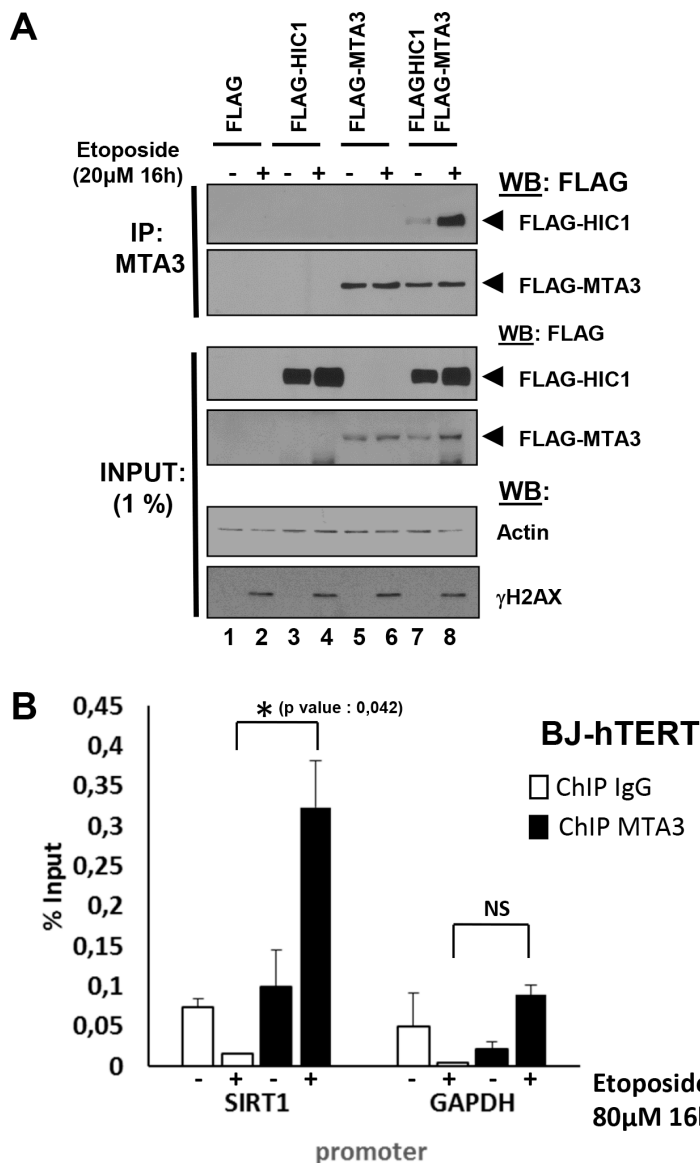 A
FLAG
FLAG-HIC1
FLAG-MTA3
FLAGHIC1
FLAG-MTA3
Etoposide
(20µM 16h)
- + - + - + - +
WB: FLAG
IP:
MTA3
FLAG-HIC1
FLAG-MTA3
WB: FLAG
FLAG-HIC1
FLAG-MTA3
INPUT:
(1 %)
WB:
Actin
γH2AX
1 2 3 4 5 6 7 8
B
0,45
0,4
0,35
0,3
0,25
0,2
0,15
0,1
0,05
0
% Input
* (p value : 0,042)
BJ-hTERT
ChIP IgG
ChIP MTA3
NS
- + - + - + - +
Etoposide
80µM 16h
SIRT1 GAPDH
promoter